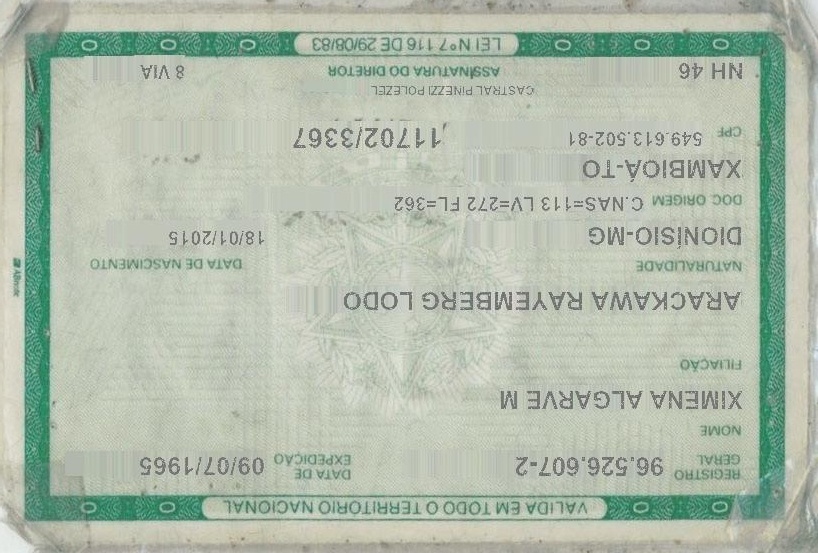 VALIDA EM TODO O TERRITORIO NACIONAL
REGISTRO GERAL 96.526.607-2 DATA DE EXPEDIÇÃO 09/07/1965
NOME
XIMENA ALGARVE M
FILIAÇÃO
ARACKAWA RAYEMBERG LODO
NATURALIDADE DATA DE NASCIMENTO
DIONÍSIO-MG 18/01/2015
DOC ORIGEM C.NAS=113 LV=272 FL=362
XAMBIOÁ-TO
CPF 549.613.502-81 11702/3367
CASTRAL PINEZZI POLEZEL
NH 46 ASSINATURA DO DIRETOR 8 VIA
LEI Nº 7.116 DE 29/08/83